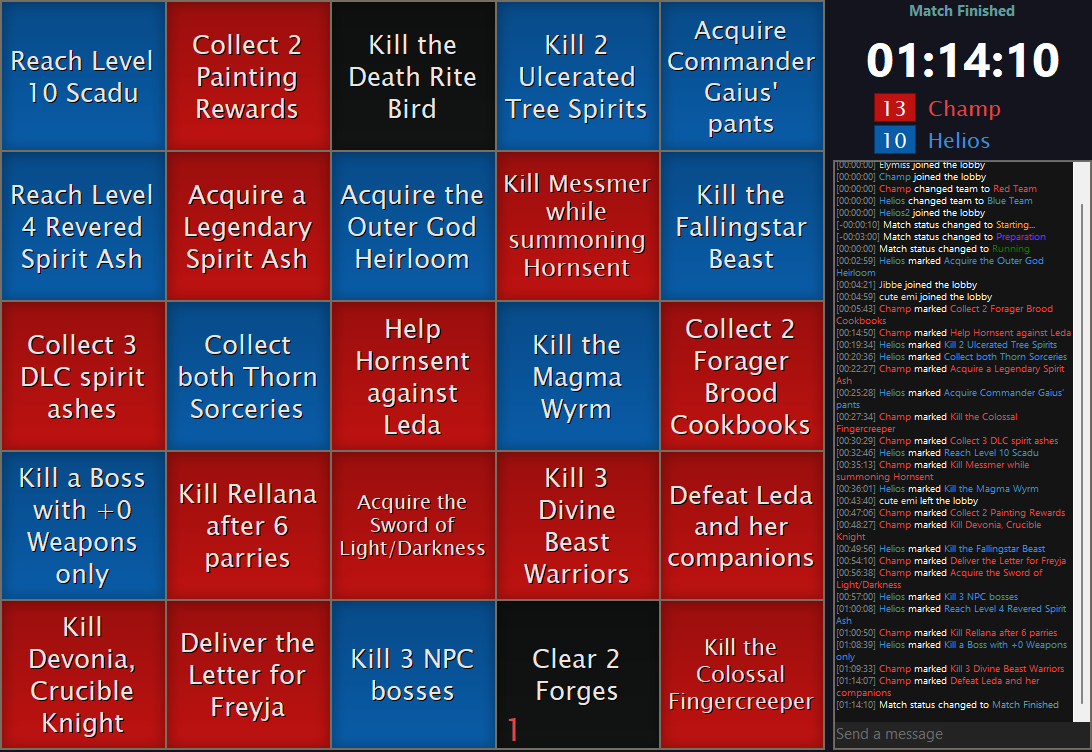 Reach Level
10 Scadu
Collect 2
Painting
Rewards
Kill the
Death Rite
Bird
Kill 2
Ulcerated
Tree Spirits
Acquire
Commander
Gaius'
pants
Reach Level
4 Revered
Spirit Ash
Acquire a
Legendary
Spirit Ash
Acquire the
Outer God
Heirloom
Kill Messmer
while
summoning
Hornsent
Kill the
Fallingstar
Beast
Collect 3
DLC spirit
ashes
Collect
both Thorn
Sorceries
Help
Hornsent
against
Leda
Kill the
Magma
Wyrm
Collect 2
Forager
Brood
Cookbooks
Kill a Boss
with +0
Weapons
only
Kill Rellana
after 6
parries
Acquire the
Sword of
Light/Darkness
Kill 3
Divine
Beast
Warriors
Defeat Leda
and her
companions
Kill
Devonia,
Crucible
Knight
Deliver the
Letter for
Freyja
Kill 3 NPC
bosses
Clear 2
Forges
1
Kill the
Colossal
Fingercreeper
Match Finished
01:14:10
13 Champ
10 Helios
[00:00:00] Elymiss joined the lobby
[00:00:00] Champ joined the lobby
[00:00:00] Champ changed team to Red Team
[00:00:00] Helios changed team to Blue Team
[00:00:00] Helios2 joined the lobby
[-00:00:10] Match status changed to Starting...
[-00:03:00] Match status changed to Preparation
[00:00:00] Match status changed to Running
[00:02:59] Helios marked Acquire the Outer God
Heirloom
[00:04:21] Jibbe joined the lobby
[00:04:59] cute emi joined the lobby
[00:05:43] Champ marked Collect 2 Forager Brood
Cookbooks
[00:14:50] Champ marked Help Hornsent against Leda
[00:19:34] Helios marked Kill 2 Ulcerated Tree Spirits
[00:20:36] Helios marked Collect both Thorn Sorceries
[00:22:27] Champ marked Acquire a Legendary Spirit
Ash
[00:25:28] Helios marked Acquire Commander Gaius'
pants
[00:27:34] Champ marked Kill the Colossal
Fingercreeper
[00:30:29] Champ marked Collect 3 DLC spirit ashes
[00:32:46] Helios marked Reach Level 10 Scadu
[00:35:13] Champ marked Kill Messmer while
summoning Hornsent
[00:36:01] Helios marked Kill the Magma Wyrm
[00:43:40] cute emi left the lobby
[00:47:06] Champ marked Collect 2 Painting Rewards
[00:48:27] Champ marked Kill Devonia, Crucible
Knight
[00:49:56] Helios marked Kill the Fallingstar Beast
[00:54:10] Champ marked Deliver the Letter for Freyja
[00:56:38] Champ marked Acquire the Sword of
Light/Darkness
[00:57:00] Helios marked Kill 3 NPC bosses
[01:00:08] Helios marked Reach Level 4 Revered Spirit
Ash
[01:00:50] Champ marked Kill Rellana after 6 parries
[01:08:39] Helios marked Kill a Boss with +0 Weapons
only
[01:09:33] Champ marked Kill 3 Divine Beast Warriors
[01:14:07] Champ marked Defeat Leda and her
companions
[01:14:10] Match status changed to Match Finished
Send a message